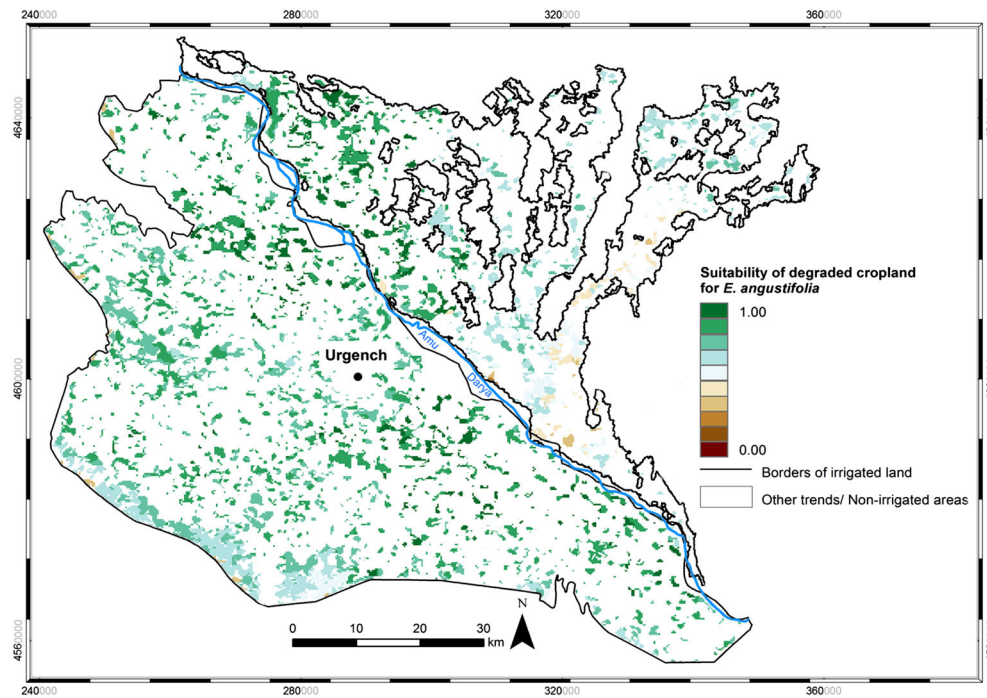 240000 280000 320000 360000
4640000
4600000
4560000
Suitability of degraded cropland
for E. angustifolia
1.00
0.00
Borders of irrigated land
Other trends/ Non-irrigated areas
Urgench
Amu
Darya
N
0 10 20 30
km
240000 280000 320000 360000